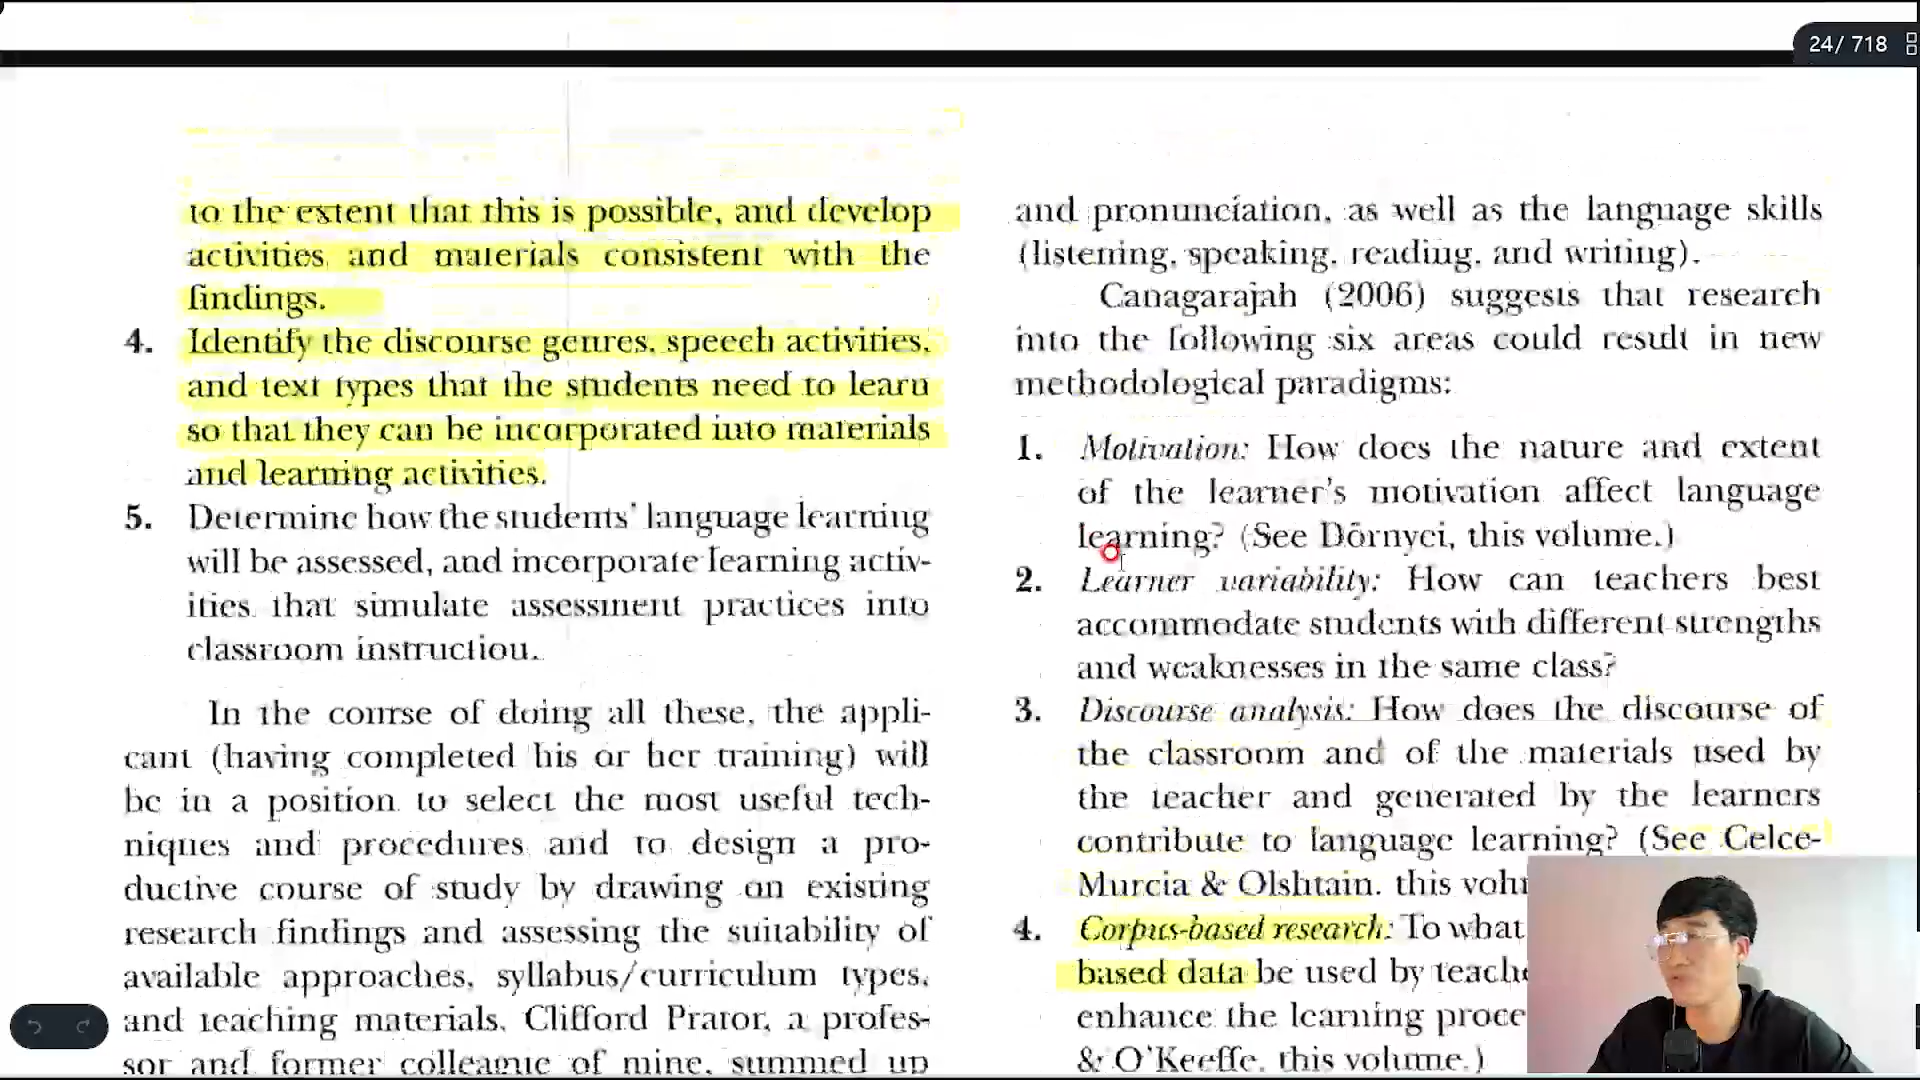 24/ 718
to the extent that this is possible, and develop
activities and materials consistent with the
findings.
4. Identify the discourse genres, speech activities,
and text types that the students need to learn
so that they can be incorporated into materials
and learning activities.
5. Determine how the students' language learning
will be assessed, and incorporate learning activ-
ities that simulate assessment practices into
classroom instruction.
In the course of doing all these, the appli-
cant (having completed his or her training) will
be in a position to select the most useful tech-
niques and procedures and to design a pro-
ductive course of study by drawing on existing
research findings and assessing the suitability of
available approaches, syllabus/curriculum types,
and teaching materials. Clifford Prator, a profes-
sor and former colleague of mine, summed up
and pronunciation, as well as the language skills
(listening, speaking, reading, and writing).
Canagarajah (2006) suggests that research
into the following six areas could result in new
methodological paradigms:
1. Motivation: How does the nature and extent
of the learner's motivation affect language
learning? (See Dörnyei, this volume.)
2. Learner variability: How can teachers best
accommodate students with different strengths
and weaknesses in the same class?
3. Discourse analysis: How does the discourse of
the classroom and of the materials used by
the teacher and generated by the learners
contribute to language learning? (See Celce-
Murcia & Olshtain, this
4. Corpus-based research: To what
based data be used by
enhance the learning
& O'Keeffe, this volume.)